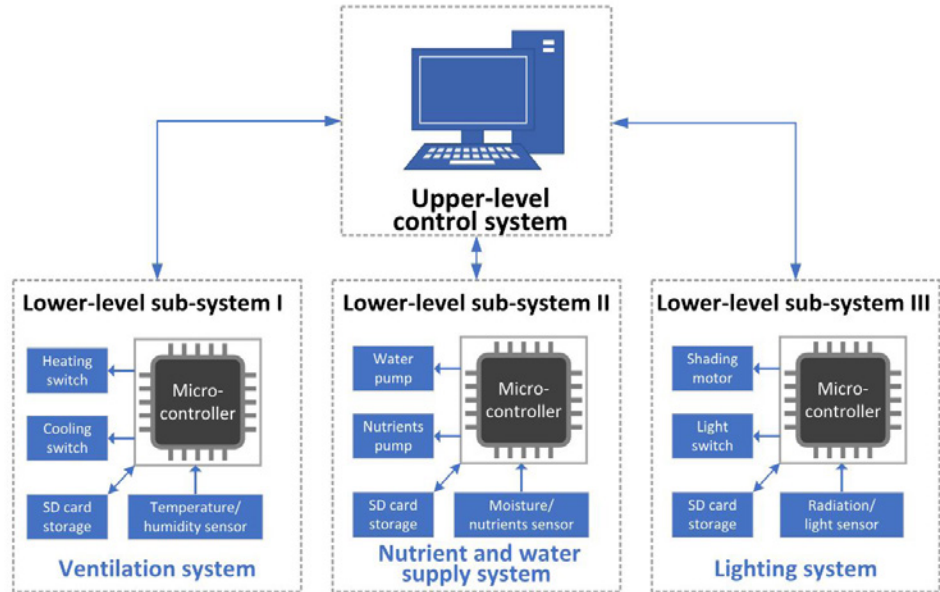 Upper-level
control system
Lower-level sub-system I
Heating
switch
Micro-
controller
Cooling
switch
SD card
storage
Temperature/
humidity sensor
Ventilation system
Lower-level sub-system II
Water
pump
Micro-
controller
Nutrients
pump
SD card
storage
Moisture/
nutrients sensor
Nutrient and water
supply system
Lower-level sub-system III
Shading
motor
Micro-
controller
Light
switch
SD card
storage
Radiation/
light sensor
Lighting system